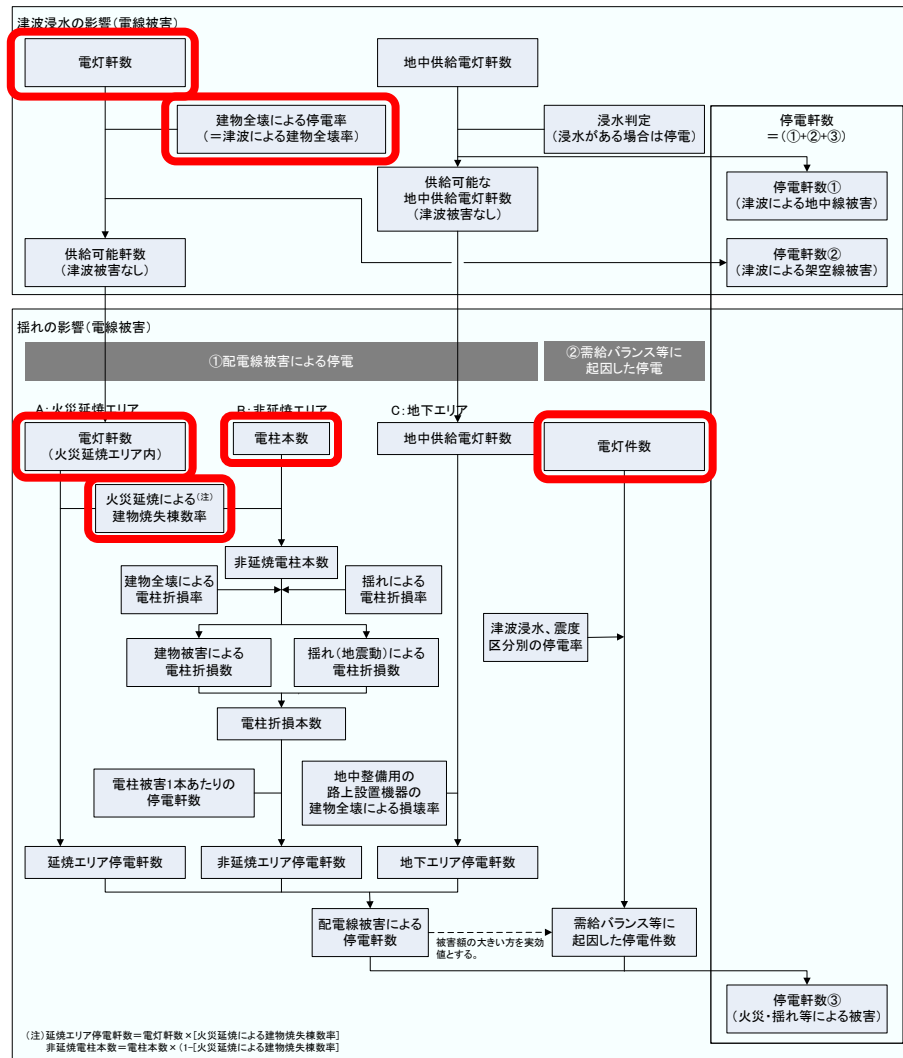 津波浸水の影響(電線被害)
電灯軒数
地中供給電灯軒数
建物全壊による停電率
(=津波による建物全壊率)
浸水判定
(浸水がある場合は停電)
停電軒数
=(①+②+③)
供給可能な
地中供給電灯軒数
(津波被害なし)
停電軒数①
(津波による地中線被害)
供給可能軒数
(津波被害なし)
停電軒数②
(津波による架空線被害)
揺れの影響(電線被害)
①配電線被害による停電
②需給バランス等に
起因した停電
A:火災延焼エリア
B:非延焼エリア
C:地下エリア
電灯軒数
(火災延焼エリア内)
電柱本数
地中供給電灯軒数
電灯件数
火災延焼による(注)
建物焼失棟数率
非延焼電柱本数
建物全壊による
電柱折損率
揺れによる
電柱折損率
津波浸水、震度
区分別の停電率
建物被害による
電柱折損数
揺れ(地震動)による
電柱折損数
電柱折損本数
電柱被害1本あたりの
停電軒数
地中整備用の
路上設置機器の
建物全壊による損壊率
延焼エリア停電軒数
非延焼エリア停電軒数
地下エリア停電軒数
配電線被害による
停電軒数
被害額の大きい方を実効
値とする。
需給バランス等に
起因した停電件数
停電軒数③
(火災・揺れ等による被害)
(注)延焼エリア停電軒数=電灯軒数×[火災延焼による建物焼失棟数率]
非延焼電柱本数=電柱本数×(1-[火災延焼による建物焼失棟数率]